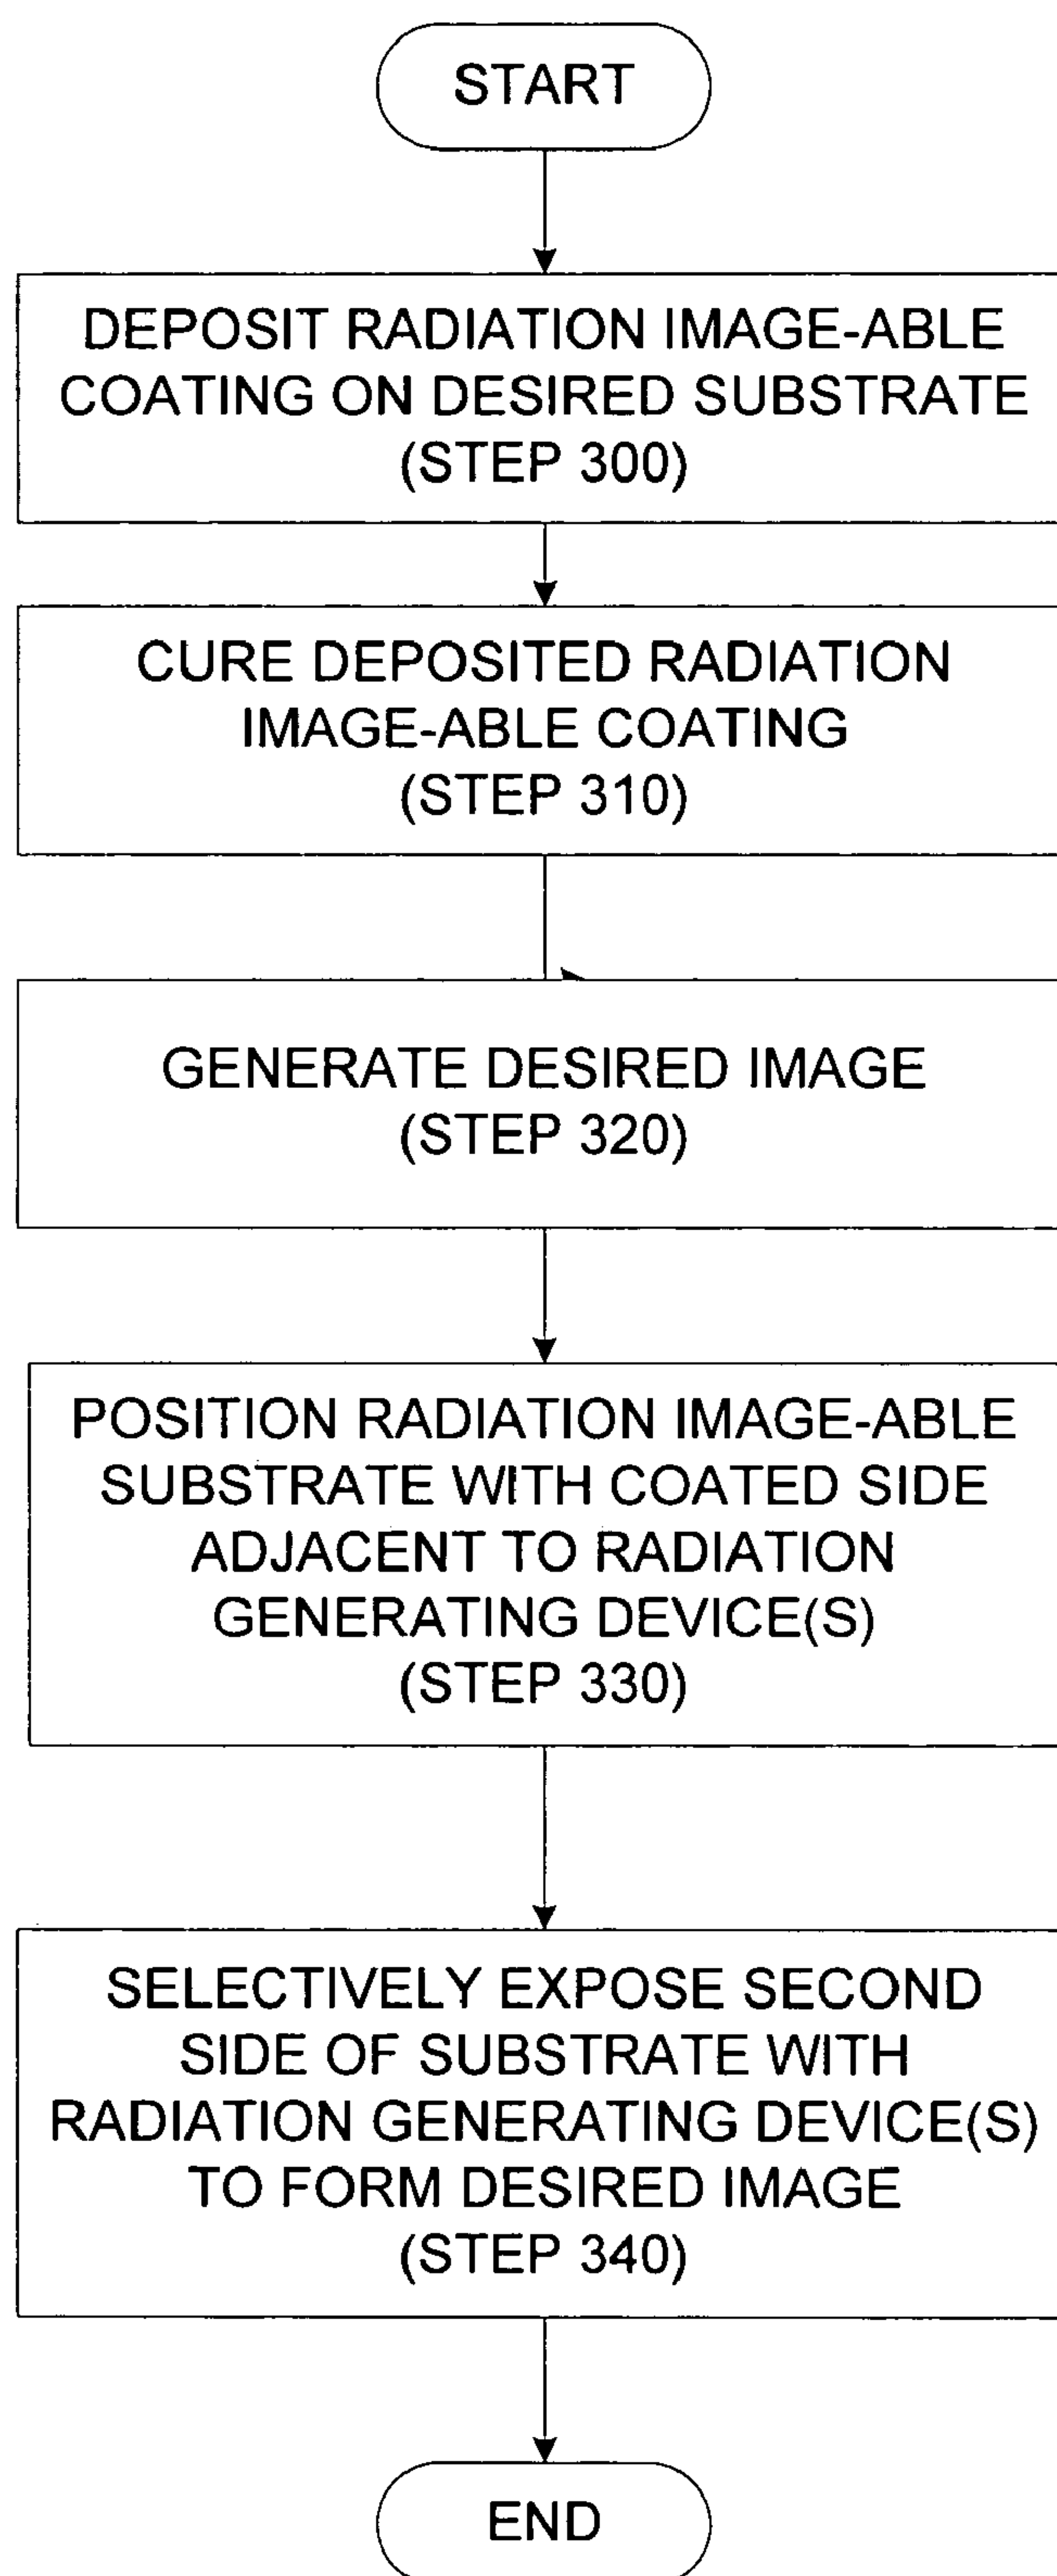 START
DEPOSIT RADIATION IMAGE-ABLE
COATING ON DESIRED SUBSTRATE
(STEP 300)
CURE DEPOSITED RADIATION
IMAGE-ABLE COATING
(STEP 310)
GENERATE DESIRED IMAGE
(STEP 320)
POSITION RADIATION IMAGE-ABLE
SUBSTRATE WITH COATED SIDE
ADJACENT TO RADIATION
GENERATING DEVICE(S)
(STEP 330)
SELECTIVELY EXPOSE SECOND
SIDE OF SUBSTRATE WITH
RADIATION GENERATING DEVICE(S)
TO FORM DESIRED IMAGE
(STEP 340)
END